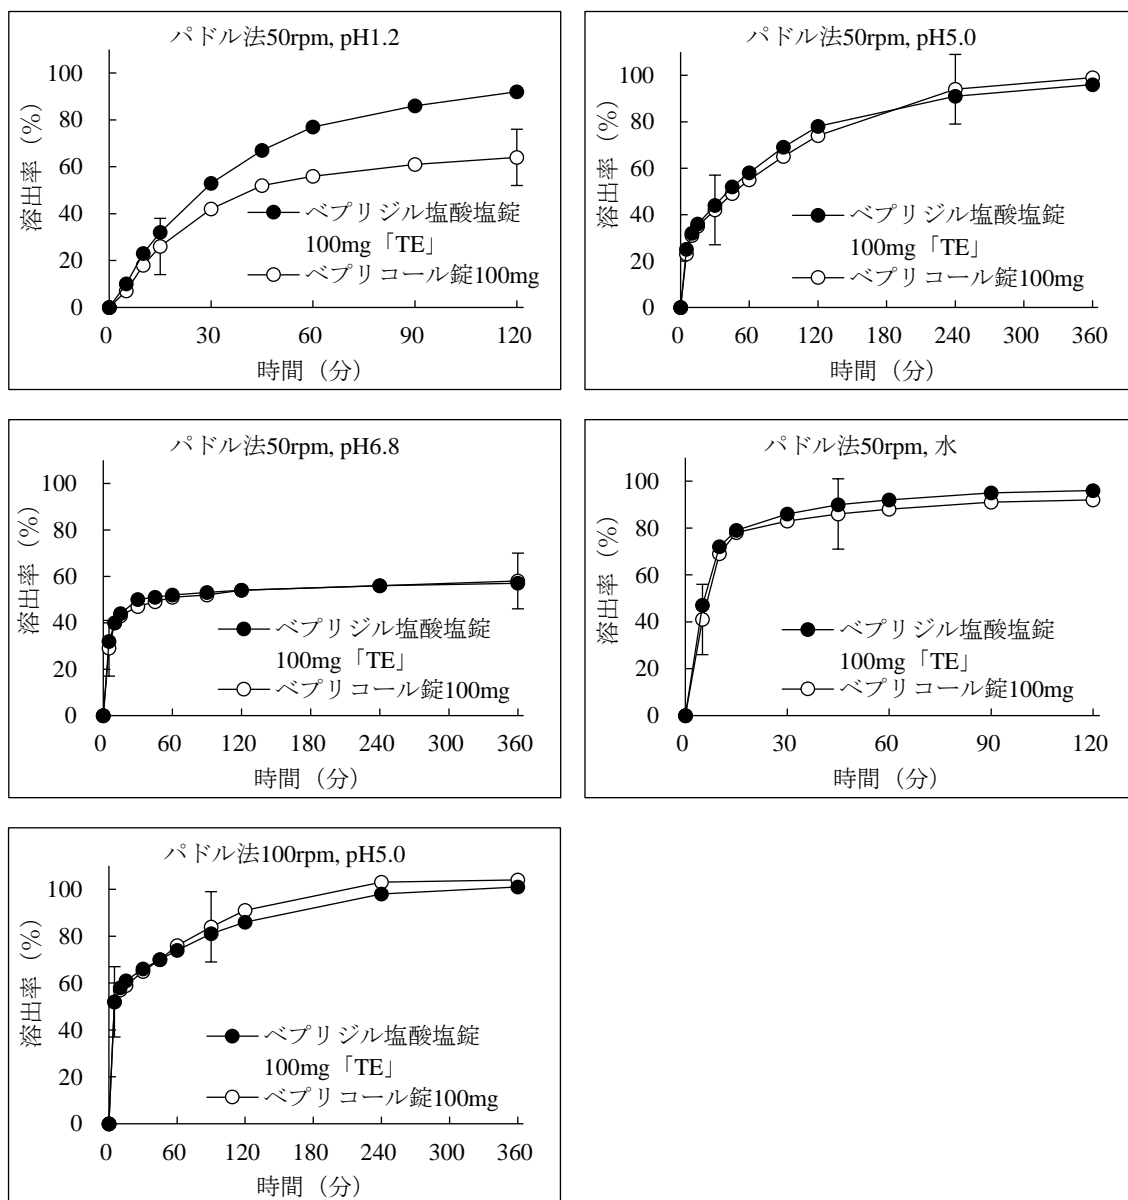 パドル法50rpm, pH1.2
溶出率（%）
100
80
60
40
20
0
ベプリジル塩酸塩錠
100mg「TE」
ベプリコール錠100mg
0 30 60 90 120
時間（分）
パドル法50rpm, pH5.0
溶出率（%）
100
80
60
40
20
0
ベプリジル塩酸塩錠
100mg「TE」
ベプリコール錠100mg
0 60 120 180 240 300 360
時間（分）
パドル法50rpm, pH6.8
溶出率（%）
100
80
60
40
20
0
ベプリジル塩酸塩錠
100mg「TE」
ベプリコール錠100mg
0 60 120 180 240 300 360
時間（分）
パドル法50rpm, 水
溶出率（%）
100
80
60
40
20
0
ベプリジル塩酸塩錠
100mg「TE」
ベプリコール錠100mg
0 30 60 90 120
時間（分）
パドル法100rpm, pH5.0
溶出率（%）
100
80
60
40
20
0
ベプリジル塩酸塩錠
100mg「TE」
ベプリコール錠100mg
0 60 120 180 240 300 360
時間（分）